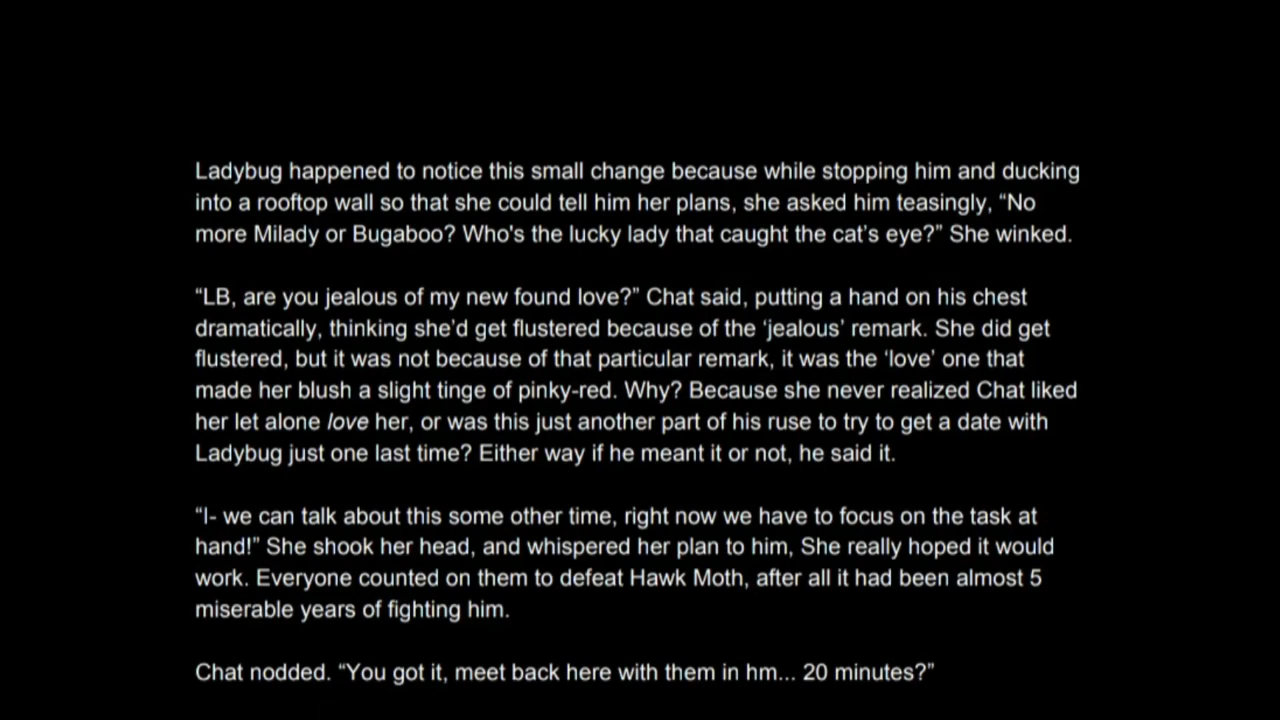 Ladybug happened to notice this small change because while stopping him and ducking
into a rooftop wall so that she could tell him her plans, she asked him teasingly, “No
more Milady or Bugaboo? Who's the lucky lady that caught the cat’s eye?” She winked.
“LB, are you jealous of my new found love?” Chat said, putting a hand on his chest
dramatically, thinking she’d get flustered because of the ‘jealous’ remark. She did get
flustered, but it was not because of that particular remark, it was the ‘love’ one that
made her blush a slight tinge of pinky-red. Why? Because she never realized Chat liked
her let alone love her, or was this just another part of his ruse to try to get a date with
Ladybug just one last time? Either way if he meant it or not, he said it.
“I- we can talk about this some other time, right now we have to focus on the task at
hand!” She shook her head, and whispered her plan to him, She really hoped it would
work. Everyone counted on them to defeat Hawk Moth, after all it had been almost 5
miserable years of fighting him.
Chat nodded. “You got it, meet back here with them in hm... 20 minutes?”